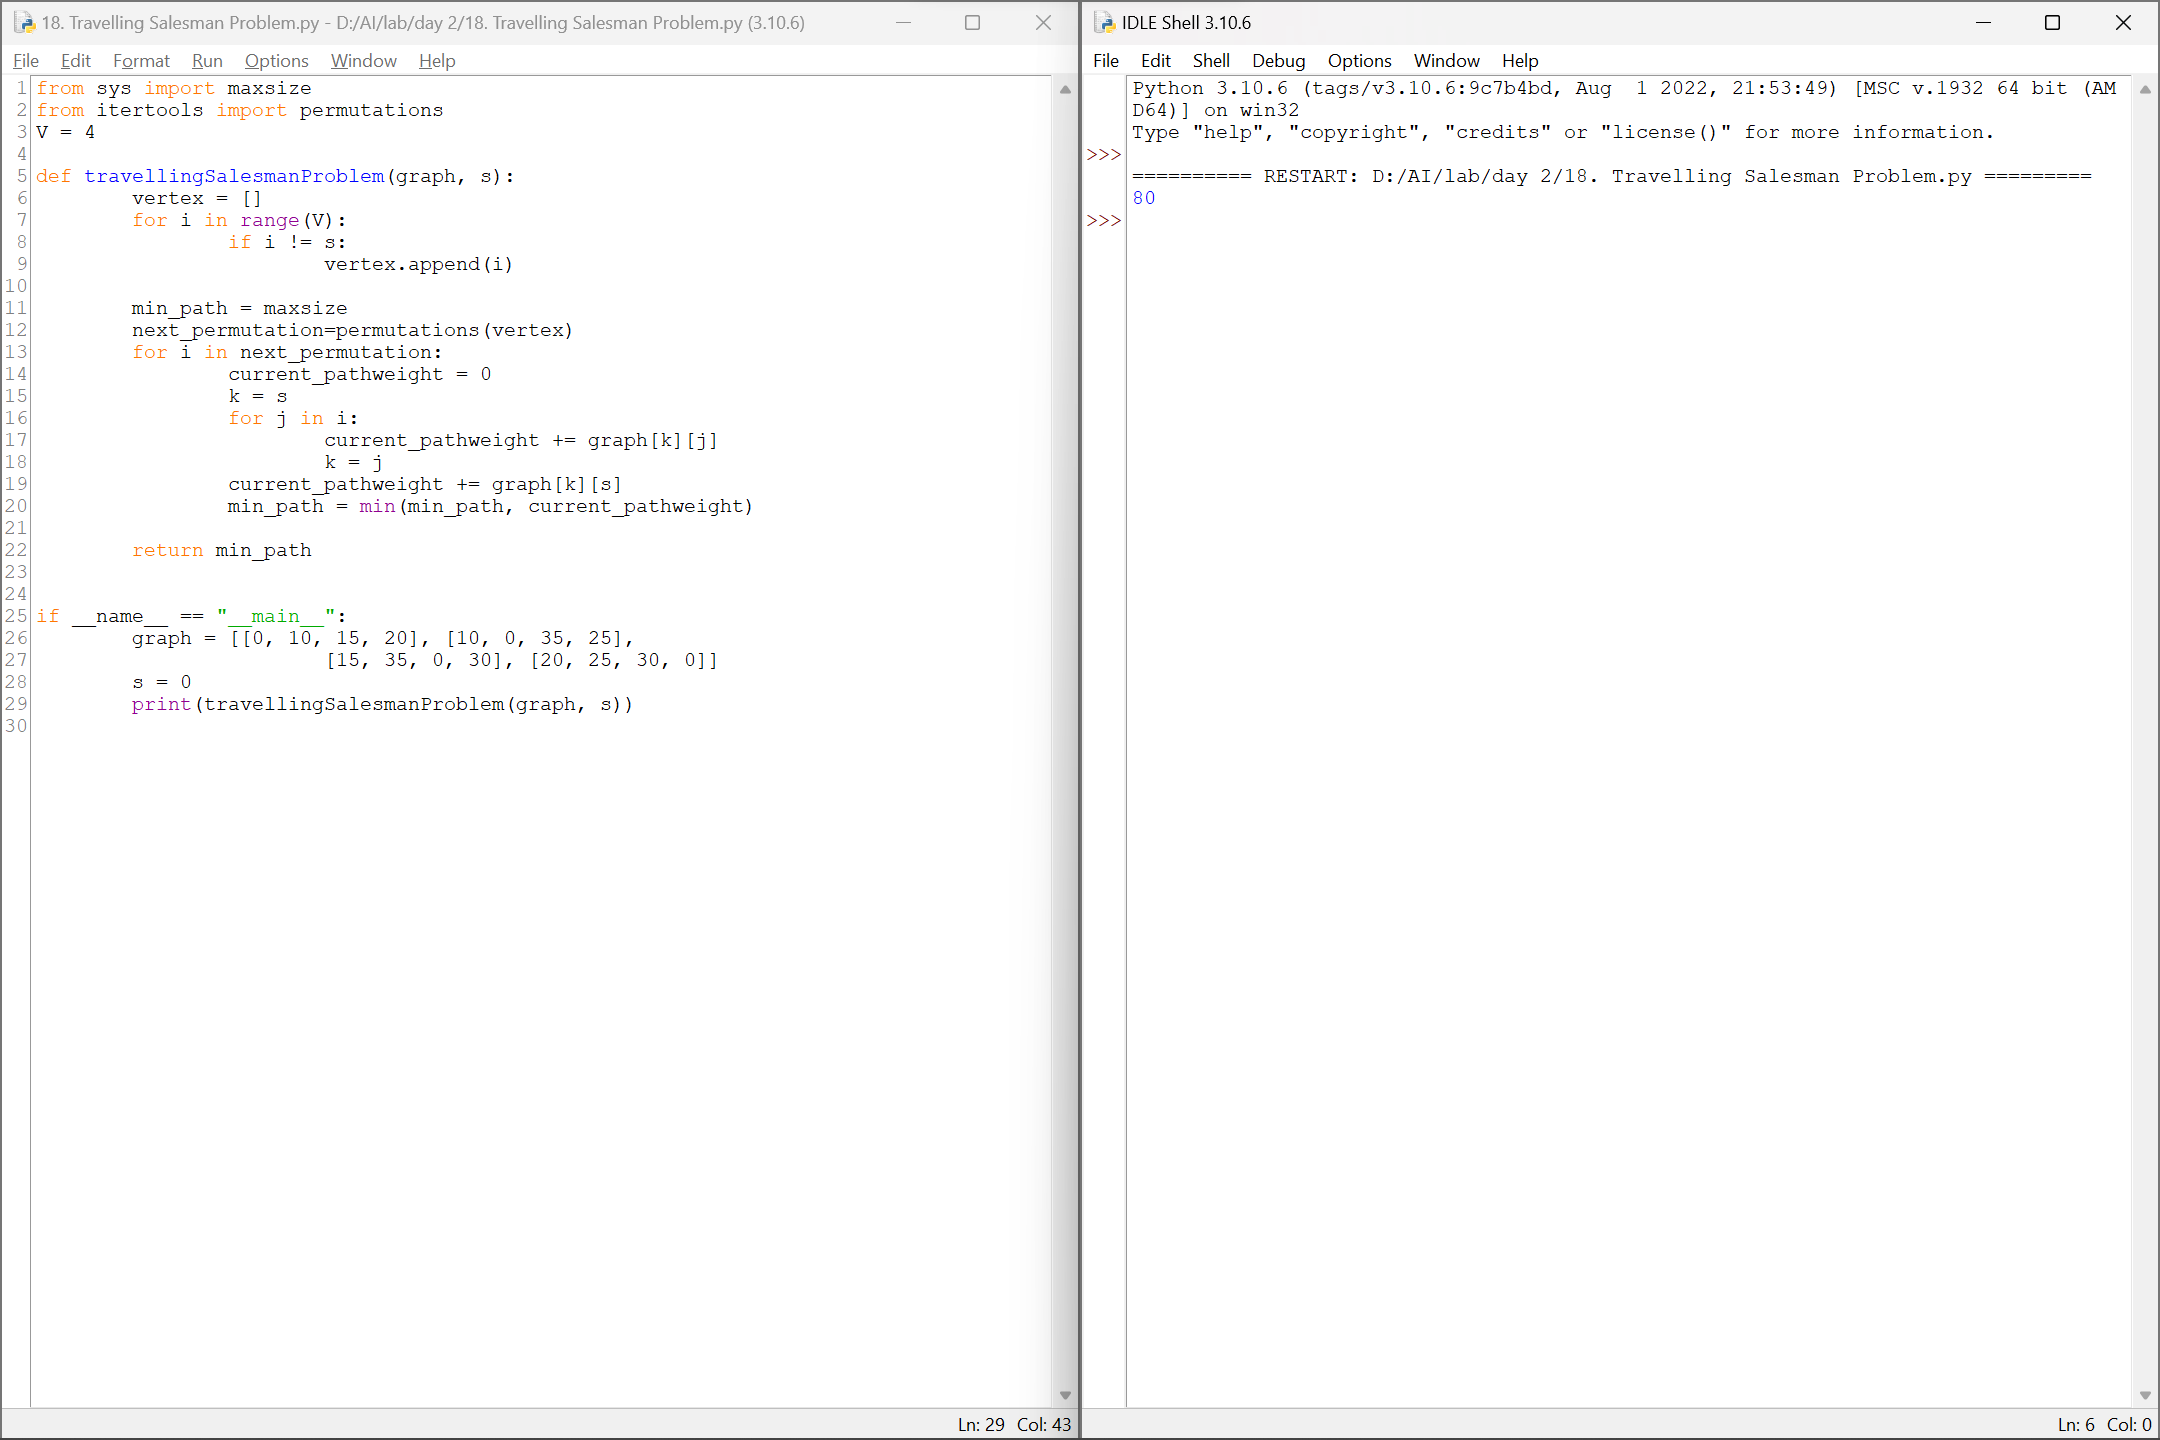 18. Travelling Salesman Problem.py - D:/AI/lab/day 2/18. Travelling Salesman Problem.py (3.10.6)
File Edit Format Run Options Window Help
1 from sys import maxsize
2 from itertools import permutations
3 V = 4
4
5 def travellingSalesmanProblem(graph, s):
6         vertex = []
7         for i in range(V):
8                 if i != s:
9                         vertex.append(i)
10
11         min_path = maxsize
12         next_permutation=permutations(vertex)
13         for i in next_permutation:
14                 current_pathweight = 0
15                 k = s
16                 for j in i:
17                         current_pathweight += graph[k][j]
18                         k = j
19                 current_pathweight += graph[k][s]
20                 min_path = min(min_path, current_pathweight)
21
22         return min_path
23
24
25 if __name__ == "__main__":
26         graph = [[0, 10, 15, 20], [10, 0, 35, 25],
27                         [15, 35, 0, 30], [20, 25, 30, 0]]
28         s = 0
29         print(travellingSalesmanProblem(graph, s))
30
Ln: 29 Col: 43
IDLE Shell 3.10.6
File Edit Shell Debug Options Window Help
Python 3.10.6 (tags/v3.10.6:9c7b4bd, Aug  1 2022, 21:53:49) [MSC v.1932 64 bit (AM
D64)] on win32
Type "help", "copyright", "credits" or "license()" for more information.
>>>
========== RESTART: D:/AI/lab/day 2/18. Travelling Salesman Problem.py =========
80
>>>
Ln: 6 Col: 0